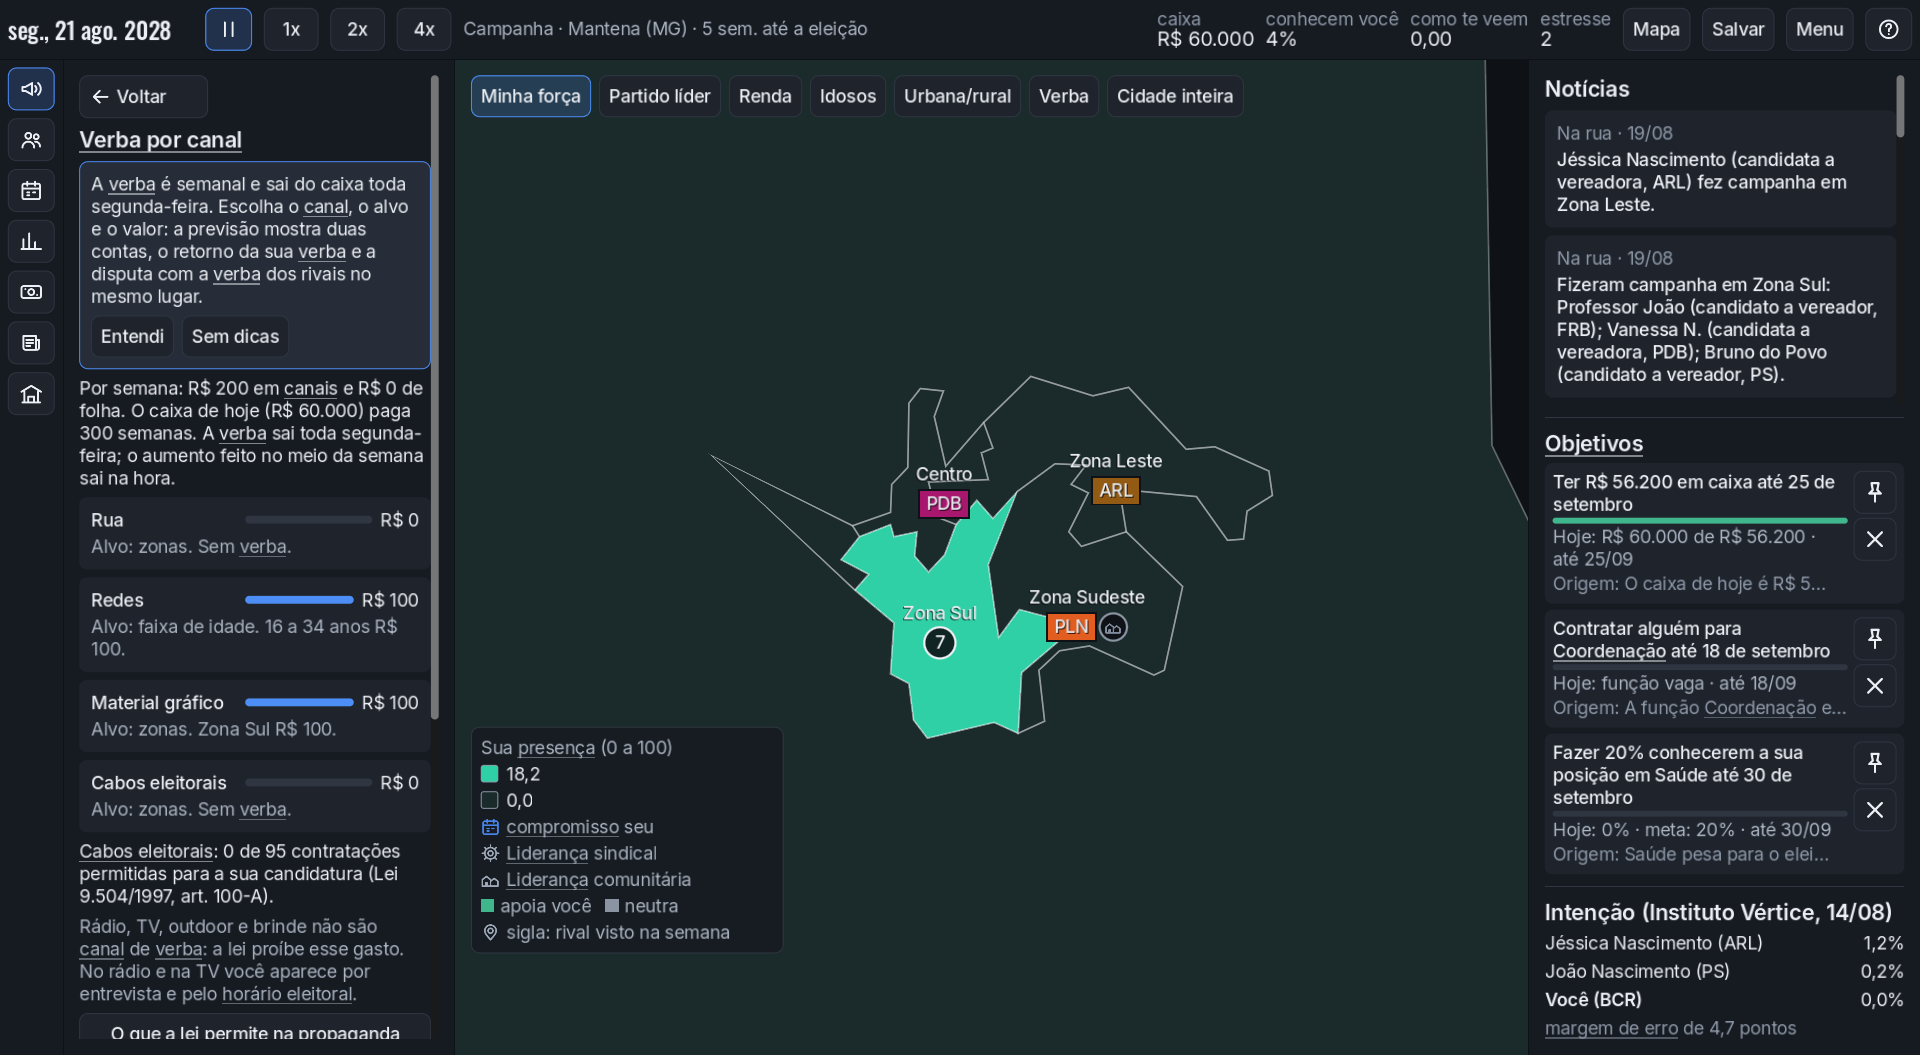 seg., 21 ago. 2028
1x
2x
4x
Campanha · Mantena (MG) · 5 sem. até a eleição
caixa
R$ 60.000
conhecem você
4%
como te veem
0,00
estresse
2
Mapa
Salvar
Menu
Voltar
Verba por canal
A verba é semanal e sai do caixa toda
segunda-feira. Escolha o canal, o alvo
e o valor: a previsão mostra duas
contas, o retorno da sua verba e a
disputa com a verba dos rivais no
mesmo lugar.
Entendi
Sem dicas
Por semana: R$ 200 em canais e R$ 0 de
folha. O caixa de hoje (R$ 60.000) paga
300 semanas. A verba sai toda segunda-
feira; o aumento feito no meio da semana
sai na hora.
Rua
R$ 0
Alvo: zonas. Sem verba.
Redes
R$ 100
Alvo: faixa de idade. 16 a 34 anos R$
100.
Material gráfico
R$ 100
Alvo: zonas. Zona Sul R$ 100.
Cabos eleitorais
R$ 0
Alvo: zonas. Sem verba.
Cabos eleitorais: 0 de 95 contratações
permitidas para a sua candidatura (Lei
9.504/1997, art. 100-A).
Rádio, TV, outdoor e brinde não são
canal de verba: a lei proíbe esse gasto.
No rádio e na TV você aparece por
entrevista e pelo horário eleitoral.
O que a lei permite na propaganda
Minha força
Partido líder
Renda
Idosos
Urbana/rural
Verba
Cidade inteira
Centro
PDB
Zona Leste
ARL
Zona Sul
7
Zona Sudeste
PLN
Sua presença (0 a 100)
18,2
0,0
compromisso seu
Liderança sindical
Liderança comunitária
apoia você
neutra
sigla: rival visto na semana
Notícias
Na rua · 19/08
Jéssica Nascimento (candidata a
vereadora, ARL) fez campanha em
Zona Leste.
Na rua · 19/08
Fizeram campanha em Zona Sul:
Professor João (candidato a vereador,
FRB); Vanessa N. (candidata a
vereadora, PDB); Bruno do Povo
(candidato a vereador, PS).
Objetivos
Ter R$ 56.200 em caixa até 25 de
setembro
Hoje: R$ 60.000 de R$ 56.200 ·
até 25/09
Origem: O caixa de hoje é R$ 5...
Contratar alguém para
Coordenação até 18 de setembro
Hoje: função vaga · até 18/09
Origem: A função Coordenação e...
Fazer 20% conhecerem a sua
posição em Saúde até 30 de
setembro
Hoje: 0% · meta: 20% · até 30/09
Origem: Saúde pesa para o elei...
Intenção (Instituto Vértice, 14/08)
Jéssica Nascimento (ARL)
1,2%
João Nascimento (PS)
0,2%
Você (BCR)
0,0%
margem de erro de 4,7 pontos